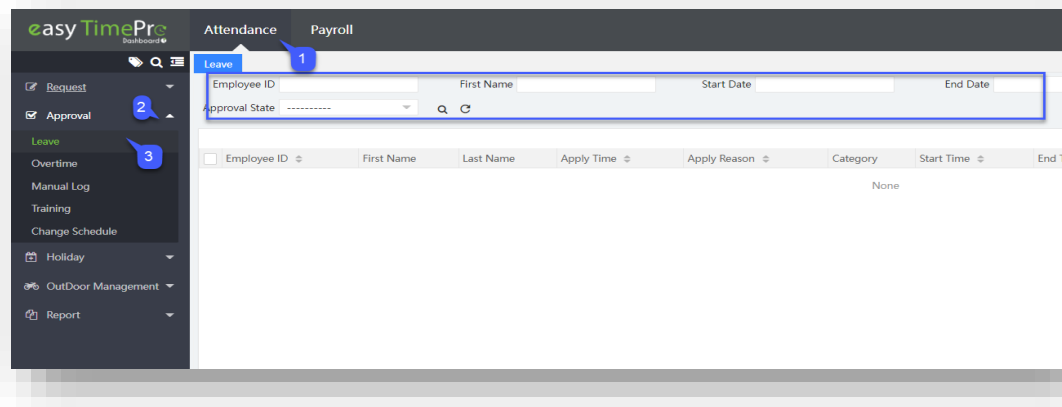 easy TimePro
Dashboard
Attendance Payroll
1
Leave
Employee ID First Name Start Date End Date
Approval State ----------
Request
Approval
2
Leave
3
Overtime
Manual Log
Training
Change Schedule
Holiday
OutDoor Management
Report
Employee ID First Name Last Name Apply Time Apply Reason Category Start Time End T
None